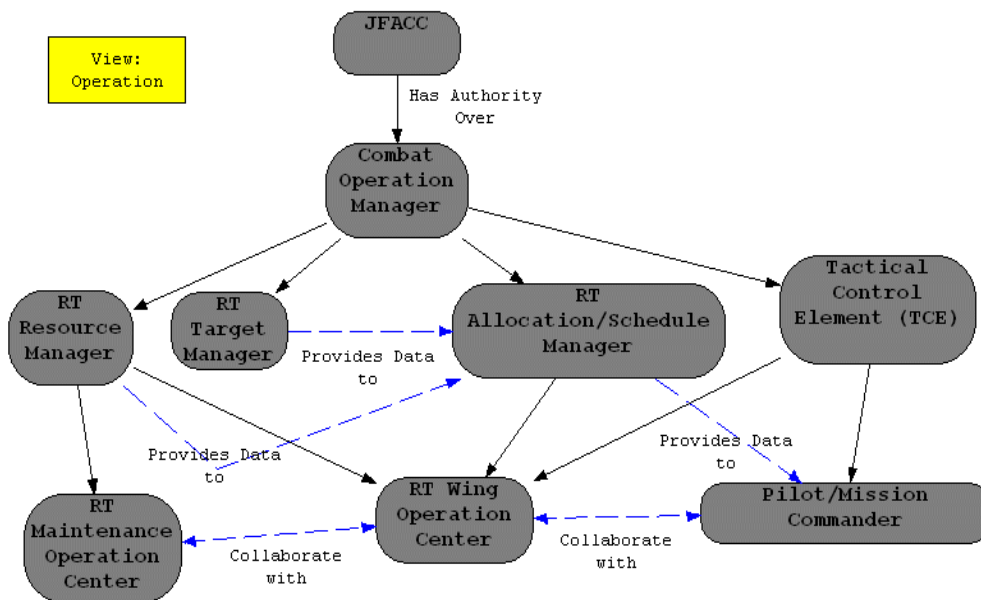 JFACC
View:
Operation
Has Authority
Over
Combat
Operation
Manager
RT
Resource
Manager
RT
Target
Manager
RT
Allocation/Schedule
Manager
Tactical
Control
Element (TCE)
Provides Data
to
Provides Data
to
Provides Data
to
RT
Maintenance
Operation
Center
RT Wing
Operation
Center
Pilot/Mission
Commander
Collaborate
with
Collaborate
with